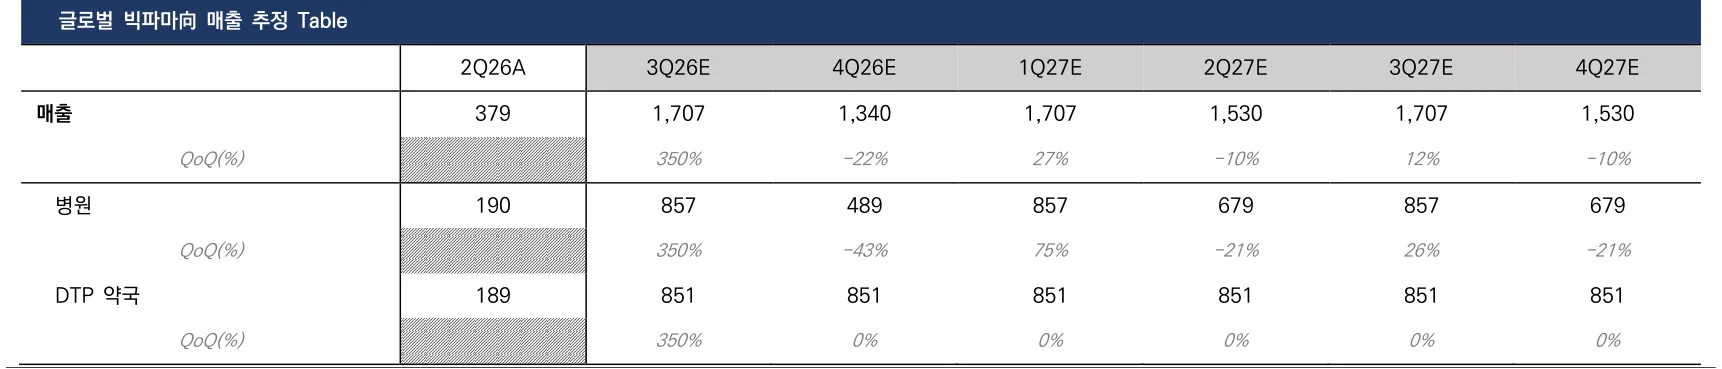 글로벌 빅파마向 매출 추정 Table
2Q26A 3Q26E 4Q26E 1Q27E 2Q27E 3Q27E 4Q27E
매출 379 1,707 1,340 1,707 1,530 1,707 1,530
QoQ(%) 350% -22% 27% -10% 12% -10%
병원 190 857 489 857 679 857 679
QoQ(%) 350% -43% 75% -21% 26% -21%
DTP 약국 189 851 851 851 851 851 851
QoQ(%) 350% 0% 0% 0% 0% 0%